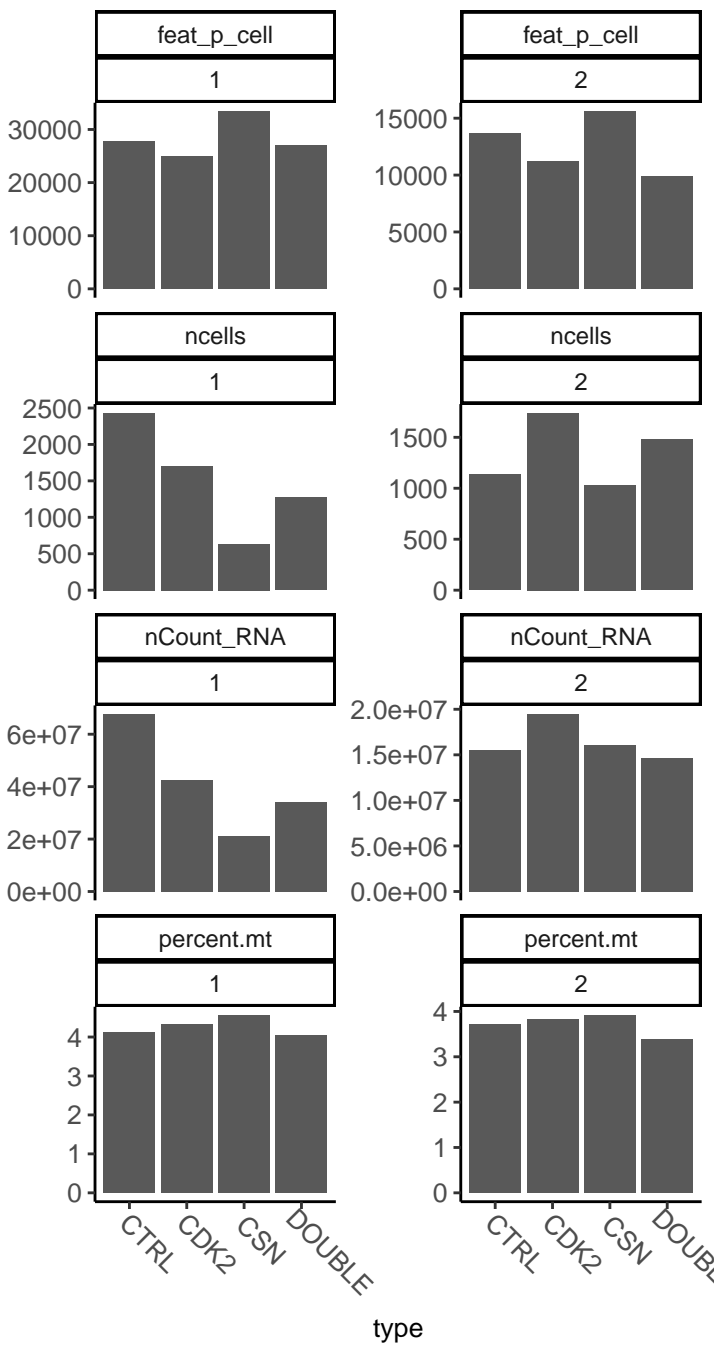 feat_p_cell
1
30000
20000
10000
0
feat_p_cell
2
15000
10000
5000
0
ncells
1
2500
2000
1500
1000
500
0
ncells
2
1500
1000
500
0
nCount_RNA
1
6e+07
4e+07
2e+07
0e+00
nCount_RNA
2
2.0e+07
1.5e+07
1.0e+07
5.0e+06
0.0e+00
percent.mt
1
4
3
2
1
0
percent.mt
2
4
3
2
1
0
CTRL
CDK2
CSN
DOUBLE
CTRL
CDK2
CSN
DOUBLE
type